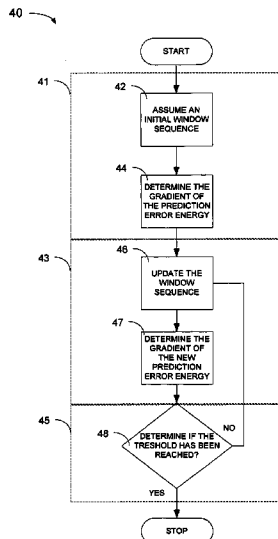 40
START
41
42
ASSUME AN
INITIAL WINDOW
SEQUENCE
44
DETERMINE THE
GRADIENT OF
THE PREDICTION
ERROR ENERGY
43
46
UPDATE THE
WINDOW
SEQUENCE
47
DETERMINE THE
GRADIENT OF
THE NEW
PREDICTION
ERROR ENERGY
45
48
DETERMINE IF THE
TRESHOLD HAS BEEN
REACHED?
NO
YES
STOP